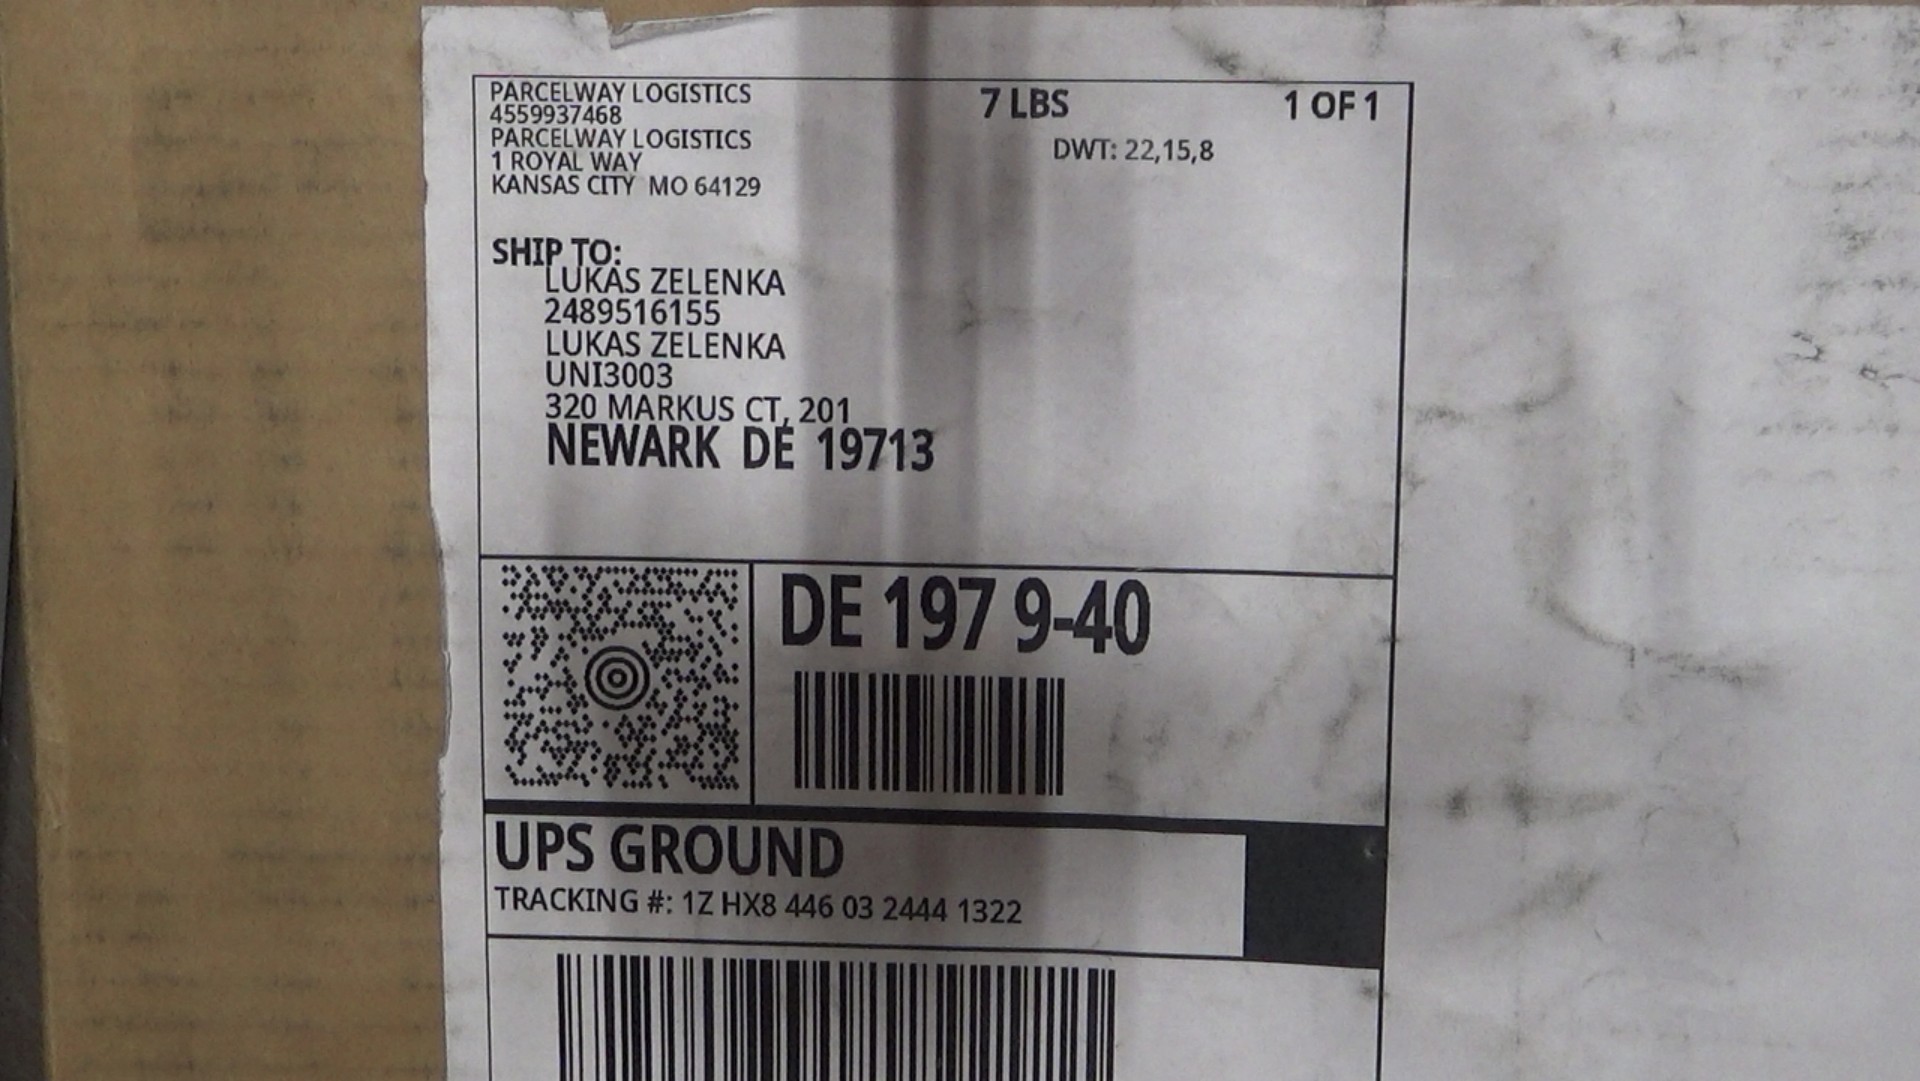 PARCELWAY LOGISTICS
4559937468
PARCELWAY LOGISTICS
1 ROYAL WAY
KANSAS CITY MO 64129
7 LBS
1 OF 1
DWT: 22,15,8
SHIP TO:
LUKAS ZELENKA
2489516155
LUKAS ZELENKA
UNI3003
320 MARKUS CT, 201
NEWARK DE 19713
DE 197 9-40
UPS GROUND
TRACKING #: 1Z HX8 446 03 2444 1322